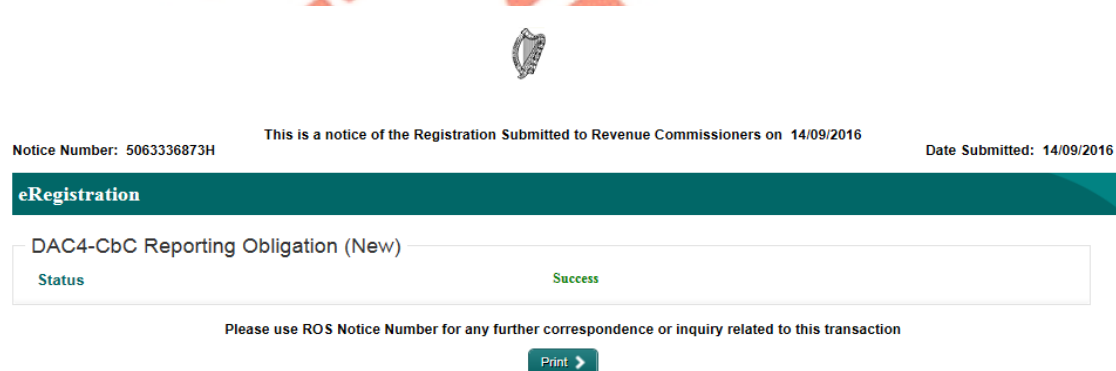 This is a notice of the Registration Submitted to Revenue Commissioners on 14/09/2016
Notice Number: 5063336873H
Date Submitted: 14/09/2016
eRegistration
DAC4-CbC Reporting Obligation (New)
Status Success
Please use ROS Notice Number for any further correspondence or inquiry related to this transaction
Print